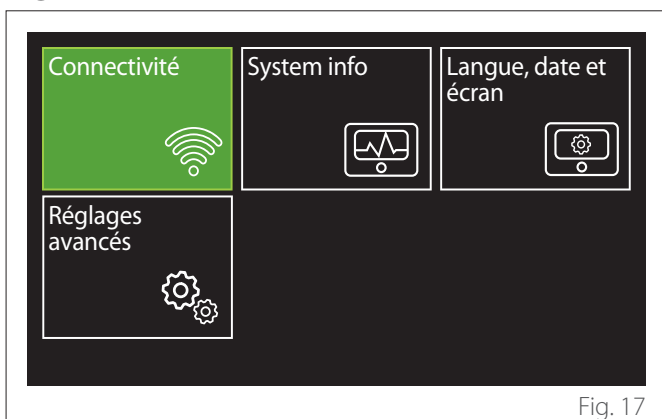 Connectivité
System info
Langue, date et
écran
Réglages
avancés
Fig. 17